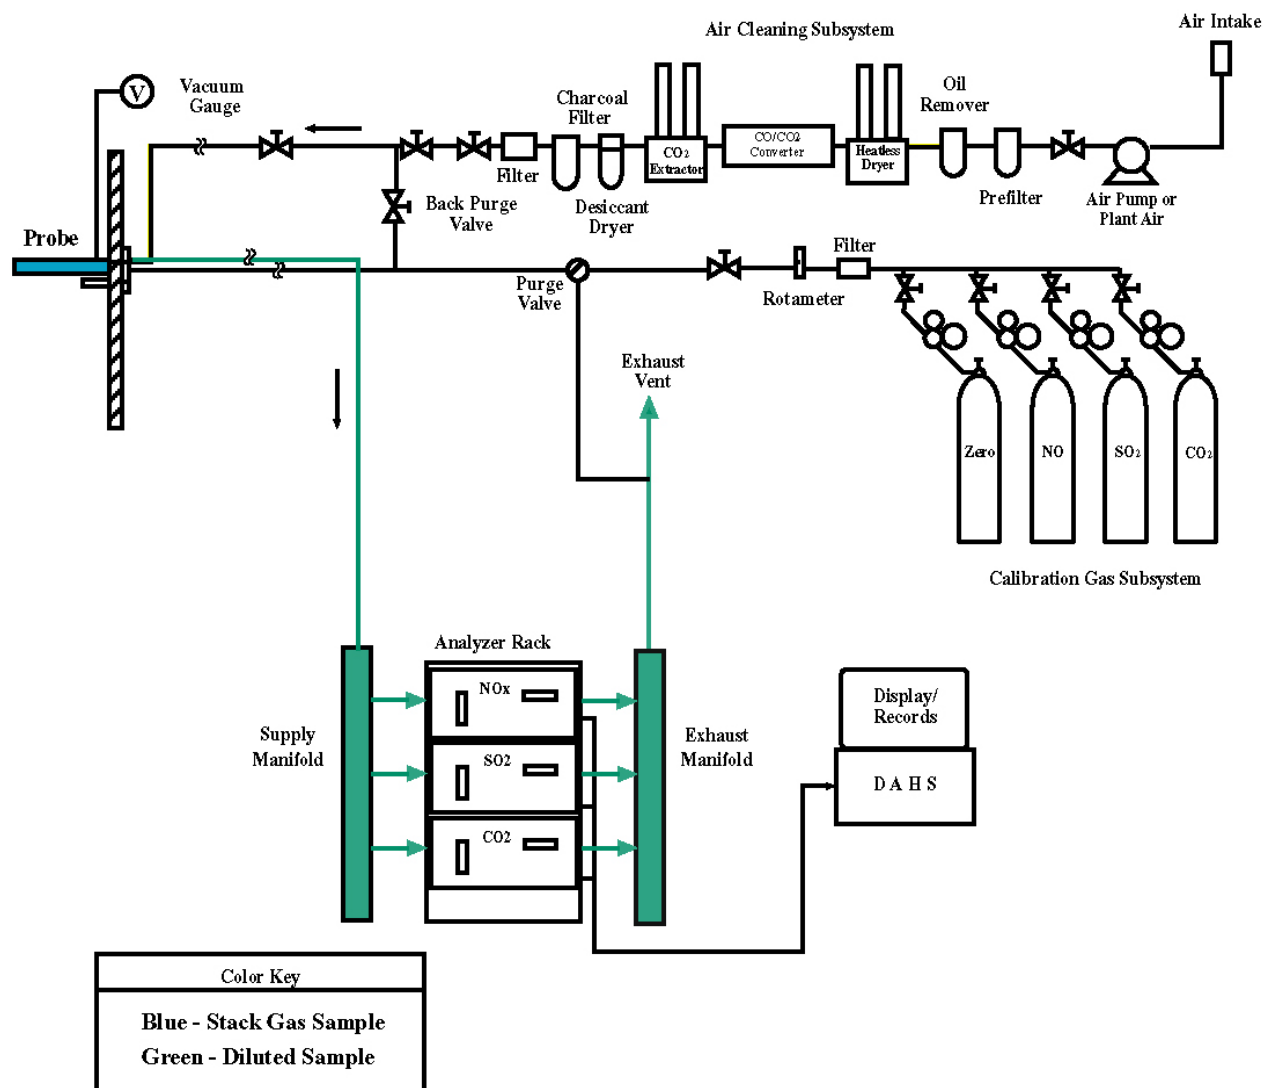 Air Intake
Air Cleaning Subsystem
V
Vacuum
Gauge
Charcoal
Filter
Oil
Remover
CO/CO2
Converter
CO2
Extractor
Heatless
Dryer
Filter
Desiccant
Dryer
Prefilter
Air Pump or
Plant Air
Back Purge
Valve
Probe
Purge
Valve
Rotameter
Filter
Exhaust
Vent
Zero
NO
SO2
CO2
Calibration Gas Subsystem
Analyzer Rack
NOx
SO2
CO2
Supply
Manifold
Exhaust
Manifold
Display/
Records
D A H S
Color Key
Blue - Stack Gas Sample
Green - Diluted Sample